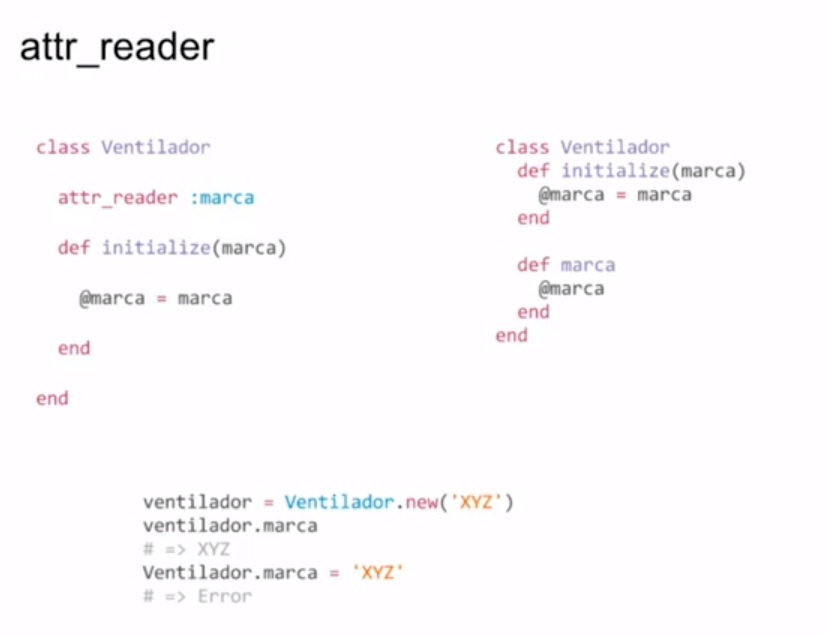 attr_reader
class Ventilador
attr_reader :marca
def initialize(marca)
@marca = marca
end
end
class Ventilador
def initialize(marca)
@marca = marca
end
def marca
@marca
end
end
ventilador = Ventilador.new('XYZ')
ventilador.marca
# => XYZ
Ventilador.marca = 'XYZ'
# => Error